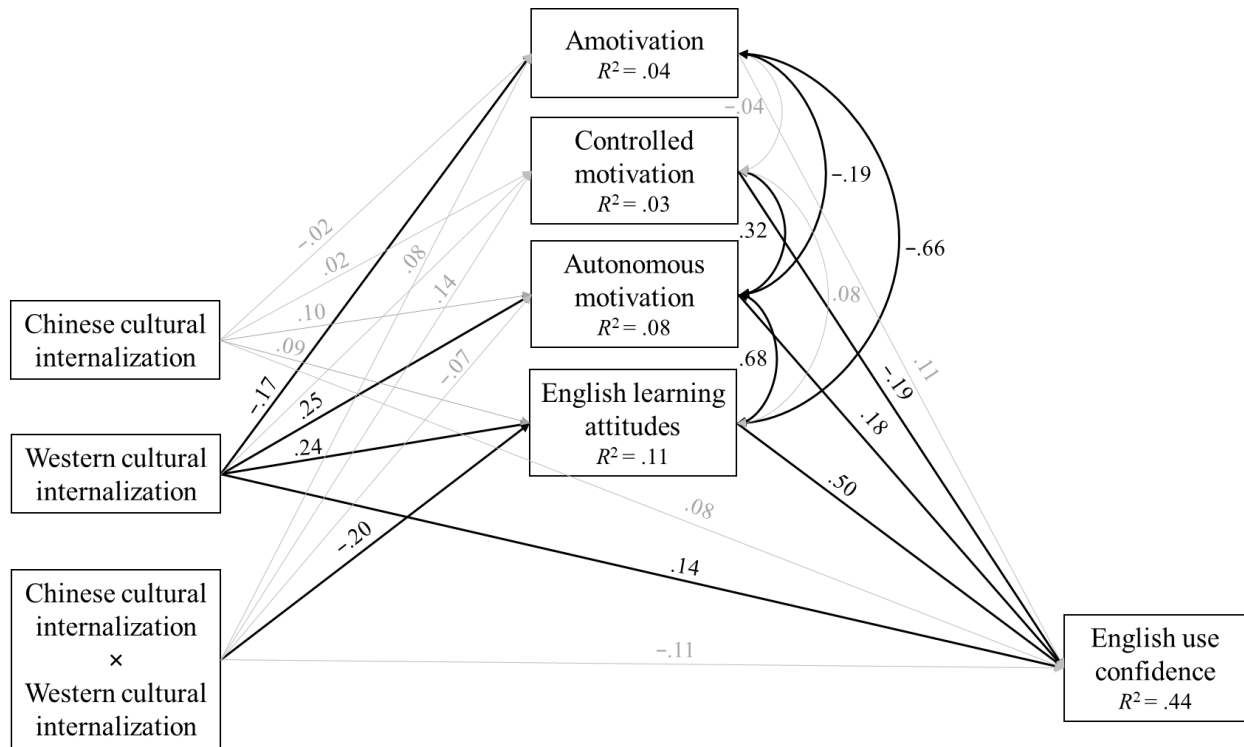 Amotivation
R² = .04
Controlled
motivation
R² = .03
Autonomous
motivation
R² = .08
English learning
attitudes
R² = .11
Chinese cultural
internalization
Western cultural
internalization
Chinese cultural
internalization
×
Western cultural
internalization
English use
confidence
R² = .44
-.02
.02
.10
.09
.08
.14
-.07
-.17
.25
.24
-.20
.08
.14
-.11
-.04
-.19
.32
-.66
.08
.68
.11
-.19
.18
.50